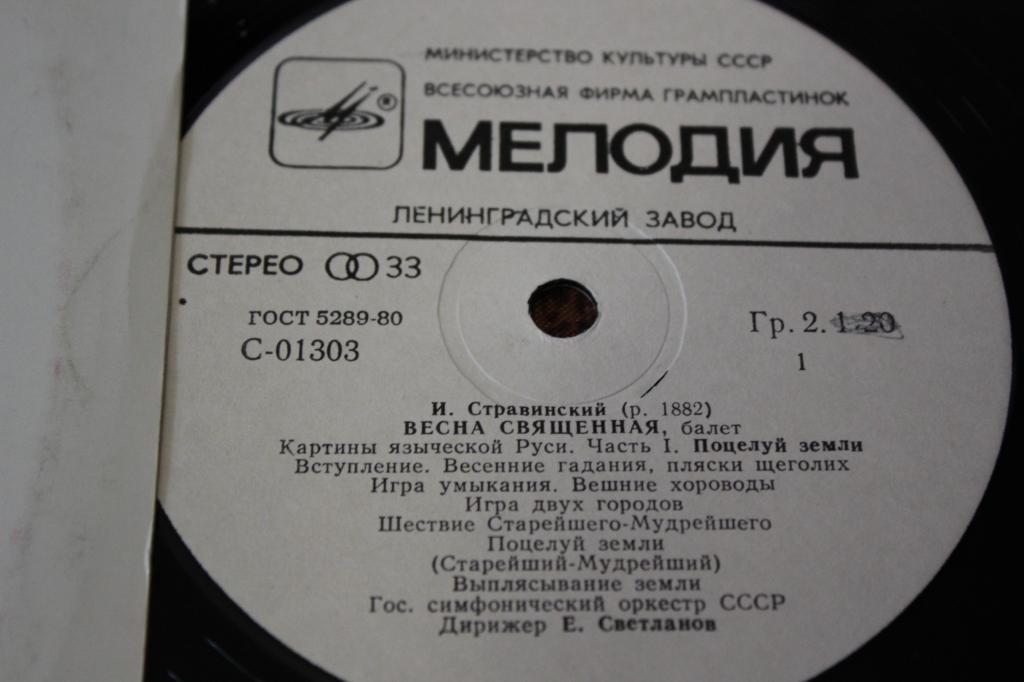 МИНИСТЕРСТВО КУЛЬТУРЫ СССР
ВСЕСОЮЗНАЯ ФИРМА ГРАМПЛАСТИНОК
®
МЕЛОДИЯ
ЛЕНИНГРАДСКИЙ ЗАВОД
СТЕРЕО 33
ГОСТ 5289-80
С-01303
Гр. 2. 1-20
1
И. Стравинский (р. 1882)
ВЕСНА СВЯЩЕННАЯ, балет
Картины языческой Руси. Часть I. Поцелуй земли
Вступление. Весенние гадания, пляски щеголих
Игра умыкания. Вешние хороводы
Игра двух городов
Шествие Старейшего-Мудрейшего
Поцелуй земли
(Старейший-Мудрейший)
Выплясывание земли
Гос. симфонический оркестр СССР
Дирижер Е. Светланов